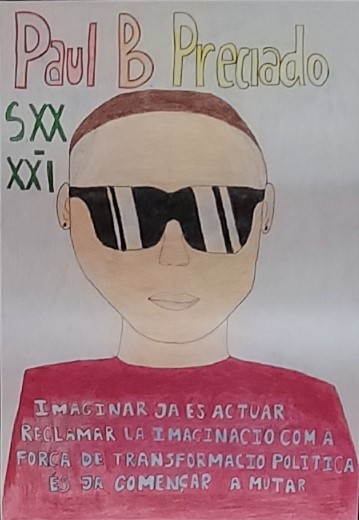 Paul B Preciado
SXX
XXI
IMAGINAR JA ES ACTUAR
RECLAMAR LA IMAGINACIO COM A
FORÇA DE TRANSFORMACIO POLITICA
ÉS JA COMENÇAR A MUTAR